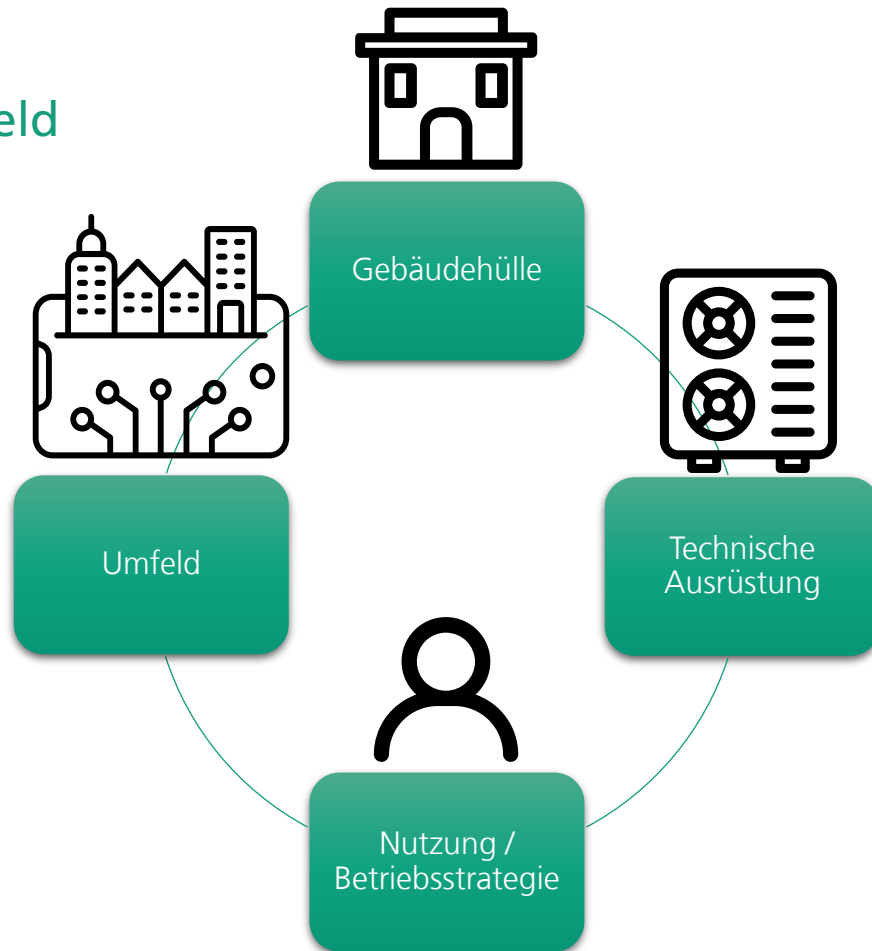 eld
Gebäudehülle
Umfeld
Technische
Ausrüstung
Nutzung /
Betriebsstrategie